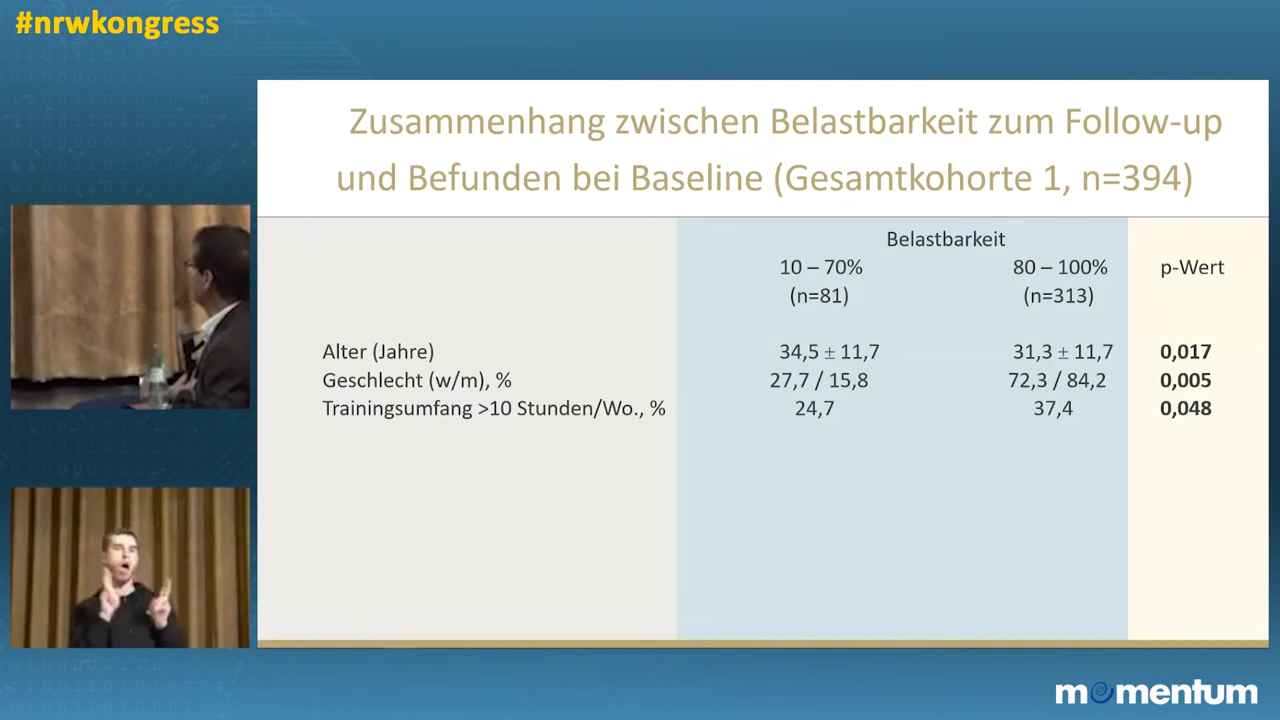 #nrwkongress
Zusammenhang zwischen Belastbarkeit zum Follow-up
und Befunden bei Baseline (Gesamtkohorte 1, n=394)
Belastbarkeit
10 – 70% 80 – 100% p-Wert
(n=81) (n=313)
Alter (Jahre) 34,5 ± 11,7 31,3 ± 11,7 0,017
Geschlecht (w/m), % 27,7 / 15,8 72,3 / 84,2 0,005
Trainingsumfang >10 Stunden/Wo., % 24,7 37,4 0,048
momentum